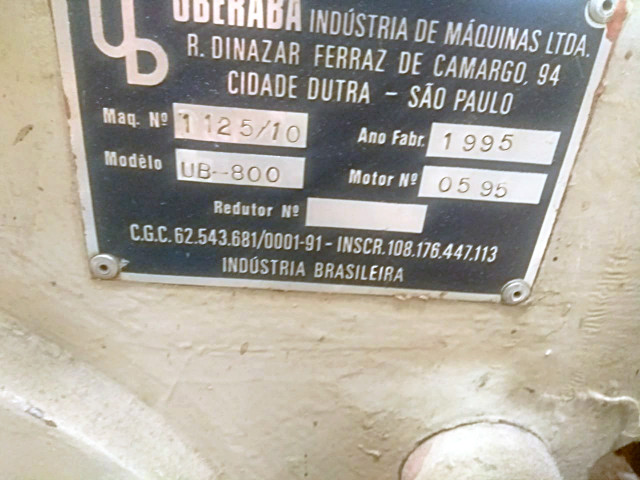 UB
UBERABA INDÚSTRIA DE MÁQUINAS LTDA.
R. DINAZAR FERRAZ DE CAMARGO, 94
CIDADE DUTRA - SÃO PAULO
Maq. Nº 1125/10 Ano Fabr. 1995
Modêlo UB-800 Motor Nº 0595
Redutor Nº
C.G.C. 62.543.681/0001-91 - INSCR. 108.176.447.113
INDÚSTRIA BRASILEIRA